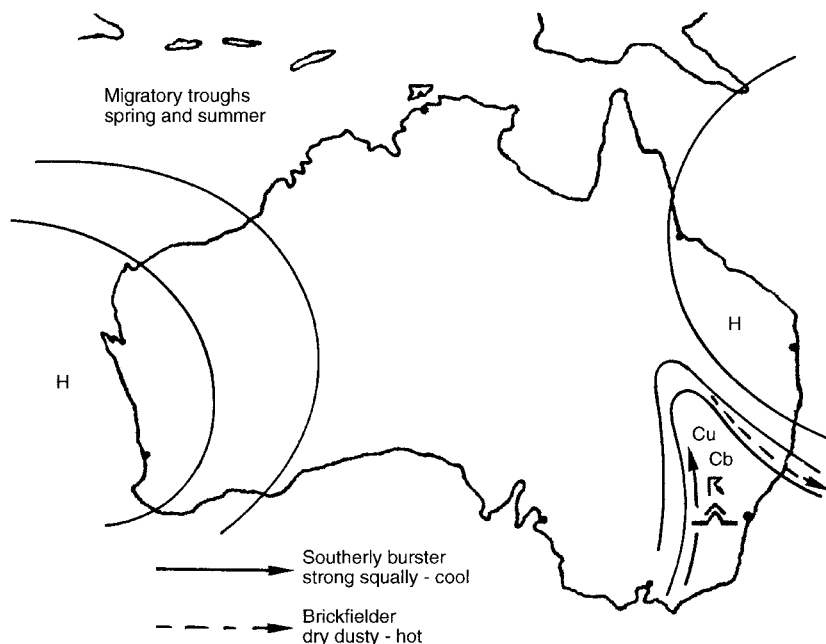 Migratory troughs
spring and summer
H
H
Cu
Cb
Southerly burster
strong squally - cool
Brickfielder
dry dusty - hot